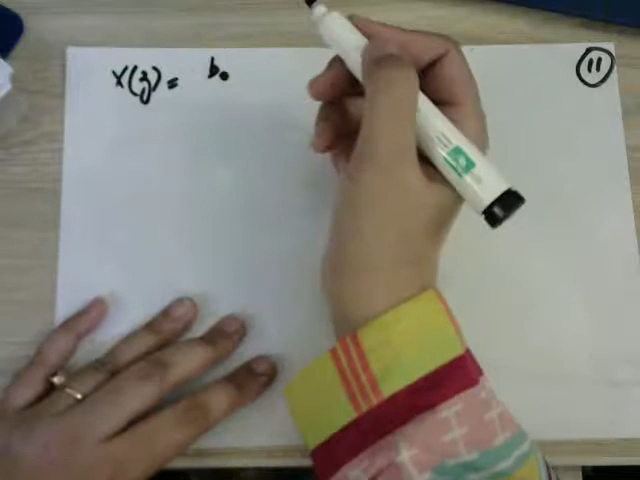 X(z) = b₀
11